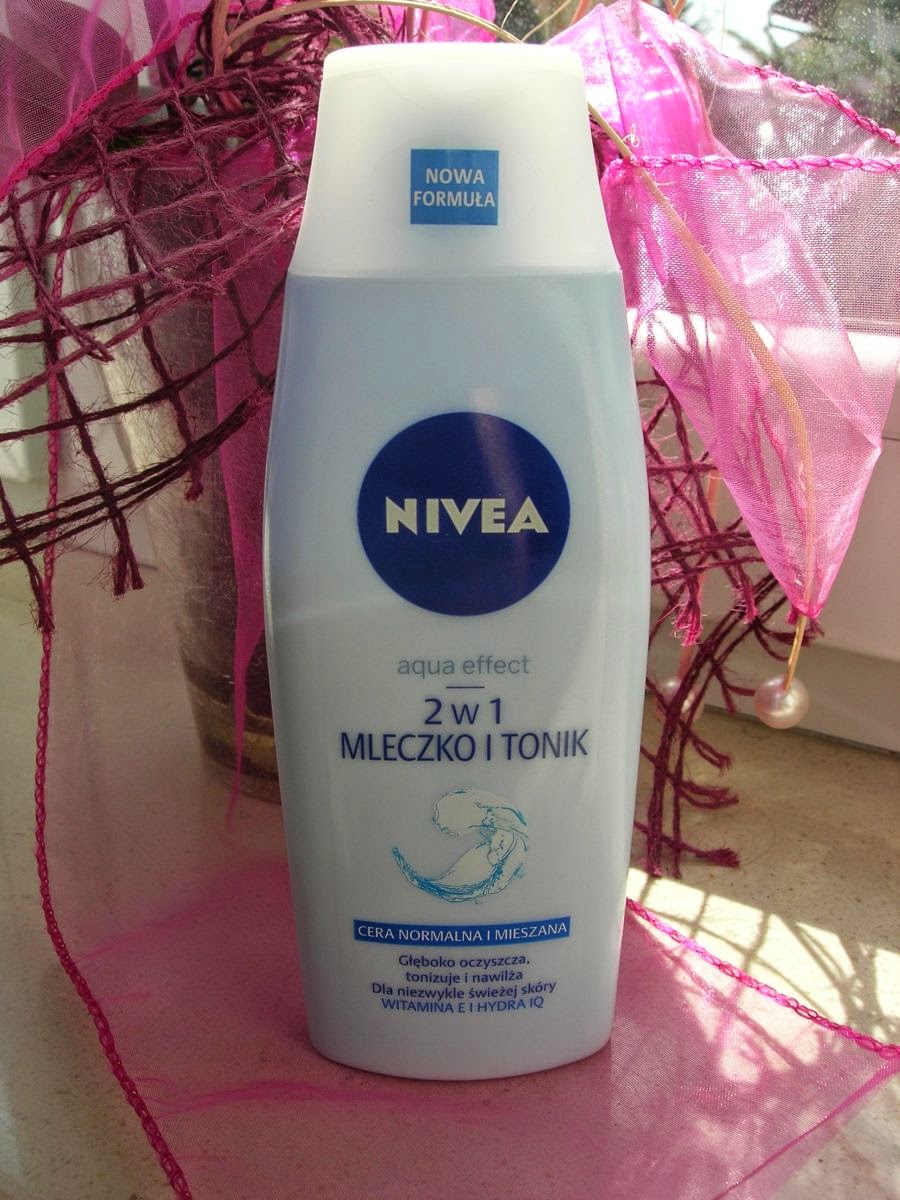 NOWA
FORMUŁA
NIVEA
aqua effect
2 w 1
MLECZKO I TONIK
CERA NORMALNA I MIESZANA
Głęboko oczyszcza,
tonizuje i nawilża
Dla niezwykle świeżej skóry
WITAMINA E I HYDRA IQ